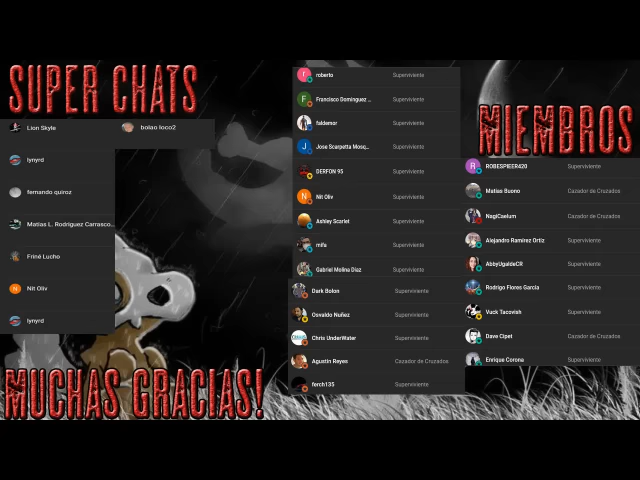 SUPER CHATS
Lion Skyle
bolao loco2
lynyrd
fernando quiroz
Matias L. Rodriguez Carrasco...
Friné Lucho
Nit Oliv
lynyrd
MUCHAS GRACIAS!
roberto Superviviente
Francisco Dominguez ... Superviviente
faldemor Superviviente
Jose Scarpetta Mosq... Superviviente
DERFON 95 Superviviente
Nit Oliv Superviviente
Ashley Scarlet Superviviente
mifa Superviviente
Gabriel Molina Diaz Superviviente
Dark Bolon Superviviente
Osvaldo Nuñez Superviviente
Chris UnderWater Superviviente
Agustin Reyes Cazador de Cruzados
ferch135 Superviviente
MIEMBROS
ROBESPIEER420 Superviviente
Matias Buono Cazador de Cruzados
NegiCaelum Cazador de Cruzados
Alejandro Ramirez Ortiz Superviviente
AbbyUgaldeCR Superviviente
Rodrigo Flores Garcia Superviviente
Vuck Tacovish Superviviente
Dave Cipet Cazador de Cruzados
Enrique Corona Superviviente